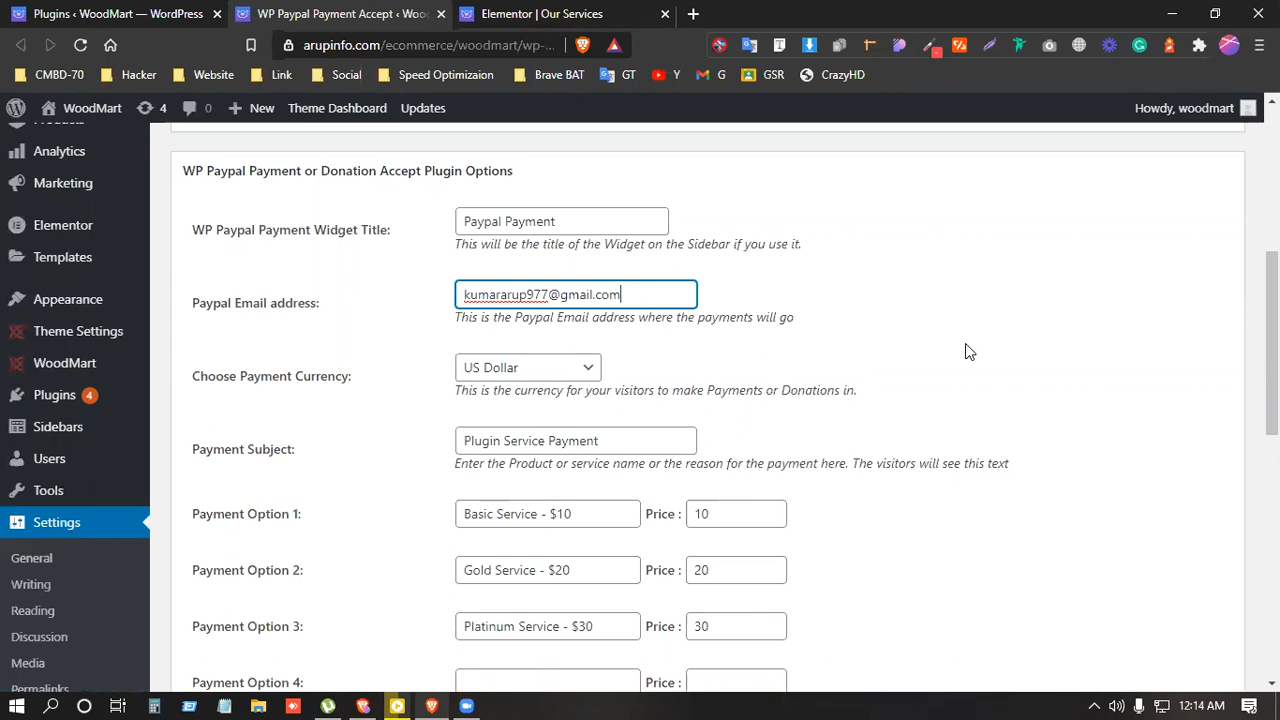 Plugins ‹ WoodMart — WordPress
WP Paypal Payment Accept ‹ Woo
Elementor | Our Services
arupinfo.com/ecommerce/woodmart/wp-...
CMBD-70
Hacker
Website
Link
Social
Speed Optimizaion
Brave BAT
GT
Y
G
GSR
CrazyHD
WoodMart
4
0
New
Theme Dashboard
Updates
Howdy, woodmart
Products
Analytics
Marketing
Elementor
Templates
Appearance
Theme Settings
WoodMart
Plugins 4
Sidebars
Users
Tools
Settings
General
Writing
Reading
Discussion
Media
Permalinks
WP Paypal Payment or Donation Accept Plugin Options
WP Paypal Payment Widget Title:
Paypal Payment
This will be the title of the Widget on the Sidebar if you use it.
Paypal Email address:
kumararup977@gmail.com
This is the Paypal Email address where the payments will go
Choose Payment Currency:
US Dollar
This is the currency for your visitors to make Payments or Donations in.
Payment Subject:
Plugin Service Payment
Enter the Product or service name or the reason for the payment here. The visitors will see this text
Payment Option 1:
Basic Service - $10
Price :
10
Payment Option 2:
Gold Service - $20
Price :
20
Payment Option 3:
Platinum Service - $30
Price :
30
Payment Option 4:
Price :
12:14 AM